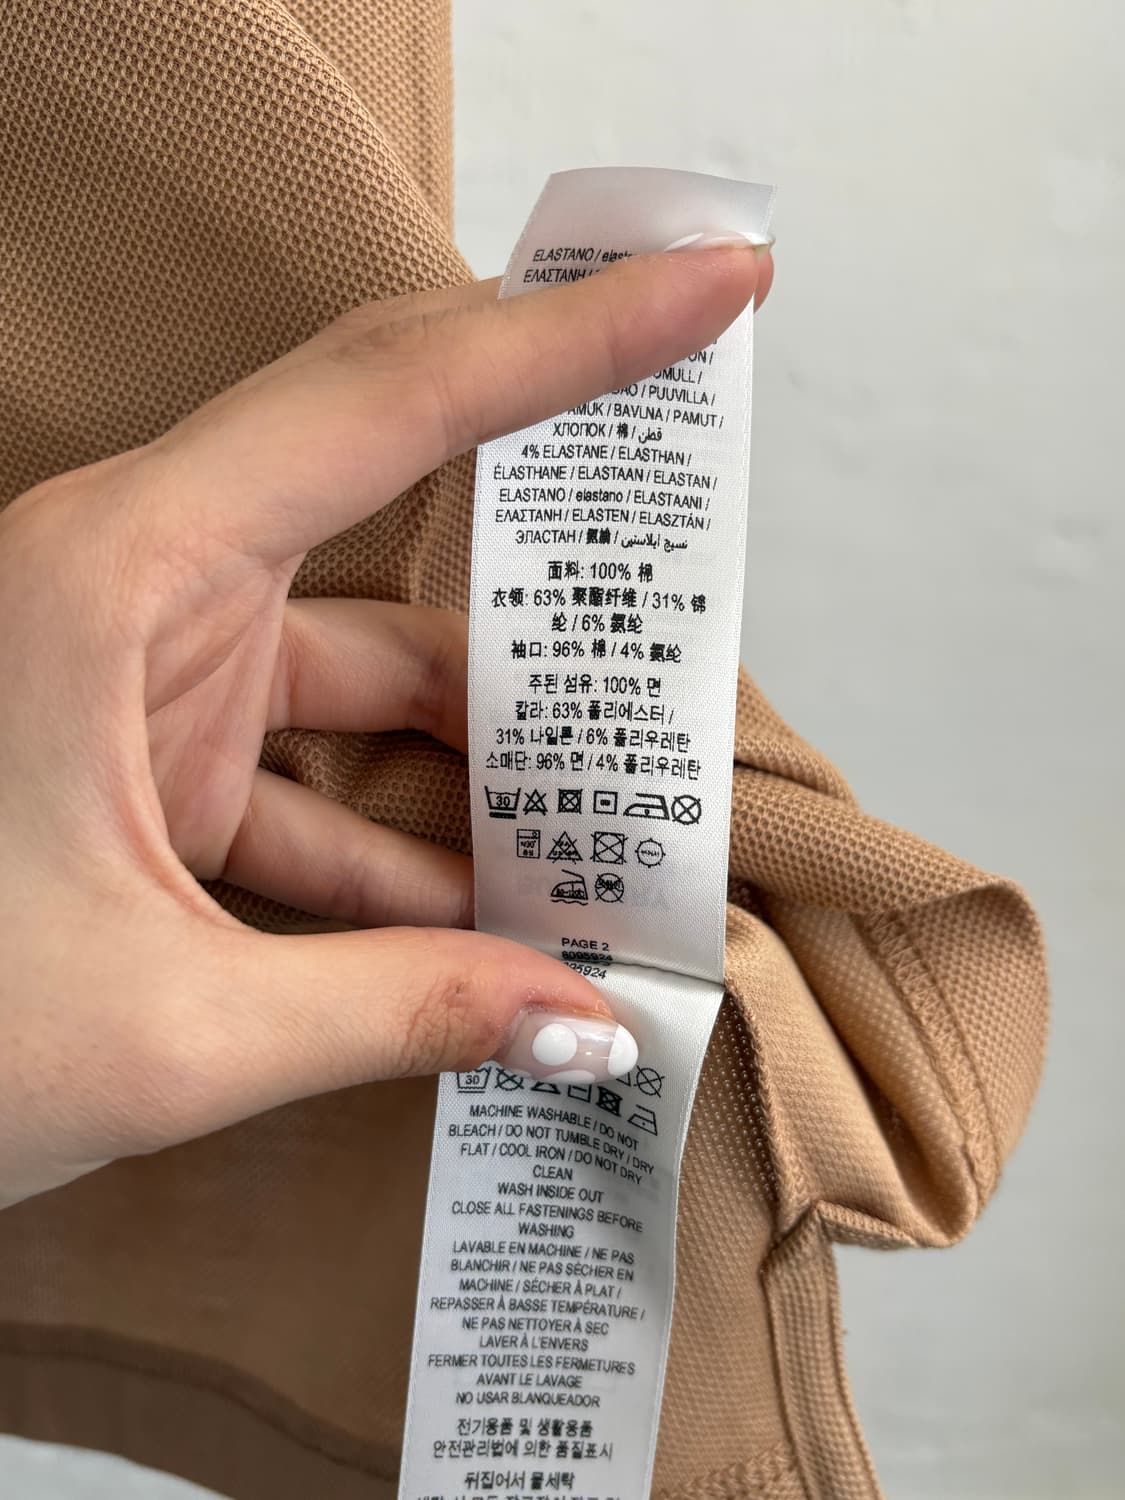 ELASTANO /
ΕΛΑΣΤΑΝΗ /
/ PUUVILLA /
/ BAVLNA / PAMUT /
ХЛОПОК / 棉 / قطن
4% ELASTANE / ELASTHAN /
ÉLASTHANE / ELASTAAN / ELASTAN /
ELASTANO / elastano / ELASTAANI /
ΕΛΑΣΤΑΝΗ / ELASTEN / ELASZTÁN /
ЭЛАСТАН / 氨綸 / نسيج ايلاستين
面料: 100% 棉
衣领: 63% 聚酯纤维 / 31% 锦
纶 / 6% 氨纶
袖口: 96% 棉 / 4% 氨纶
주된 섬유: 100% 면
칼라: 63% 폴리에스터 /
31% 나일론 / 6% 폴리우레탄
소매단: 96% 면 / 4% 폴리우레탄
30
PAGE 2
8095924
30
MACHINE WASHABLE / DO NOT
BLEACH / DO NOT TUMBLE DRY / DRY
FLAT / COOL IRON / DO NOT DRY
CLEAN
WASH INSIDE OUT
CLOSE ALL FASTENINGS BEFORE
WASHING
LAVABLE EN MACHINE / NE PAS
BLANCHIR / NE PAS SÉCHER EN
MACHINE / SÉCHER À PLAT /
REPASSER À BASSE TEMPÉRATURE /
NE PAS NETTOYER À SEC
LAVER À L'ENVERS
FERMER TOUTES LES FERMETURES
AVANT LE LAVAGE
NO USAR BLANQUEADOR
전기용품 및 생활용품
안전관리법에 의한 품질표시
뒤집어서 물세탁